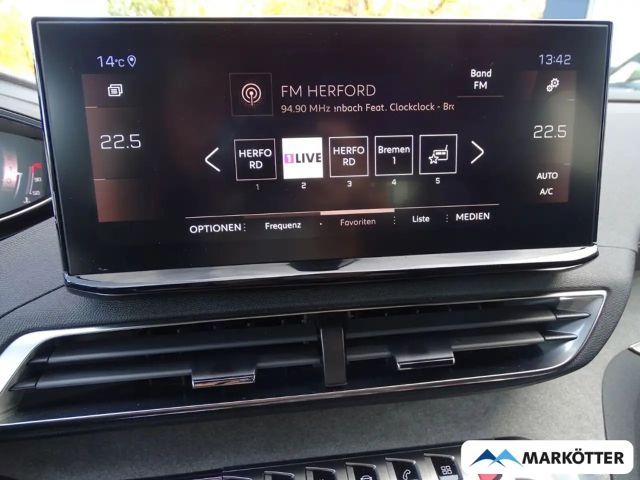 14°C
13:42
FM HERFORD
94.90 MHz enbach Feat. Clockclock - Bro
Band
FM
22.5
22.5
HERFO
RD
1
1LIVE
2
HERFO
RD
3
Bremen
1
4
5
AUTO
A/C
OPTIONEN
Frequenz
Favoriten
Liste
MEDIEN
MARKÖTTER